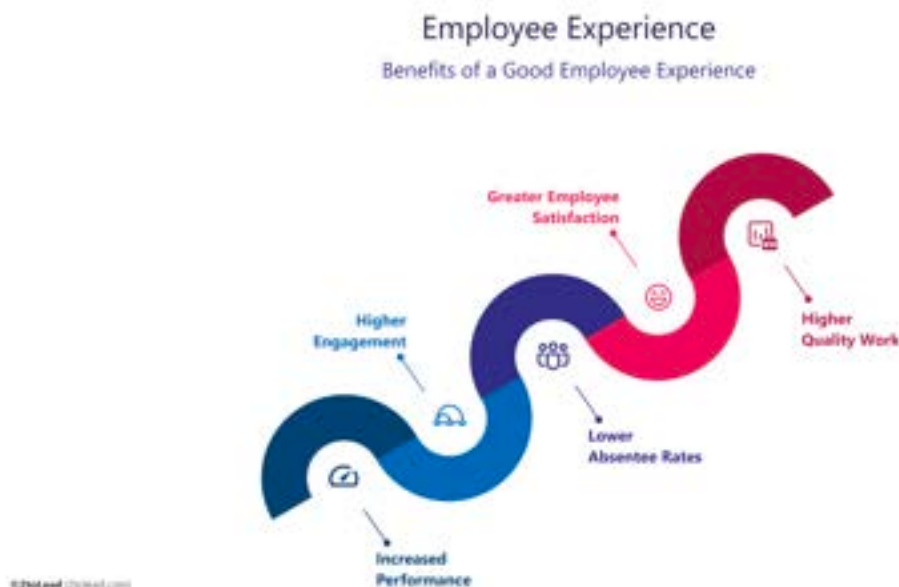 Employee Experience
Benefits of a Good Employee Experience
Greater Employee
Satisfaction
Higher
Quality Work
Higher
Engagement
Lower
Absentee Rates
Increased
Performance